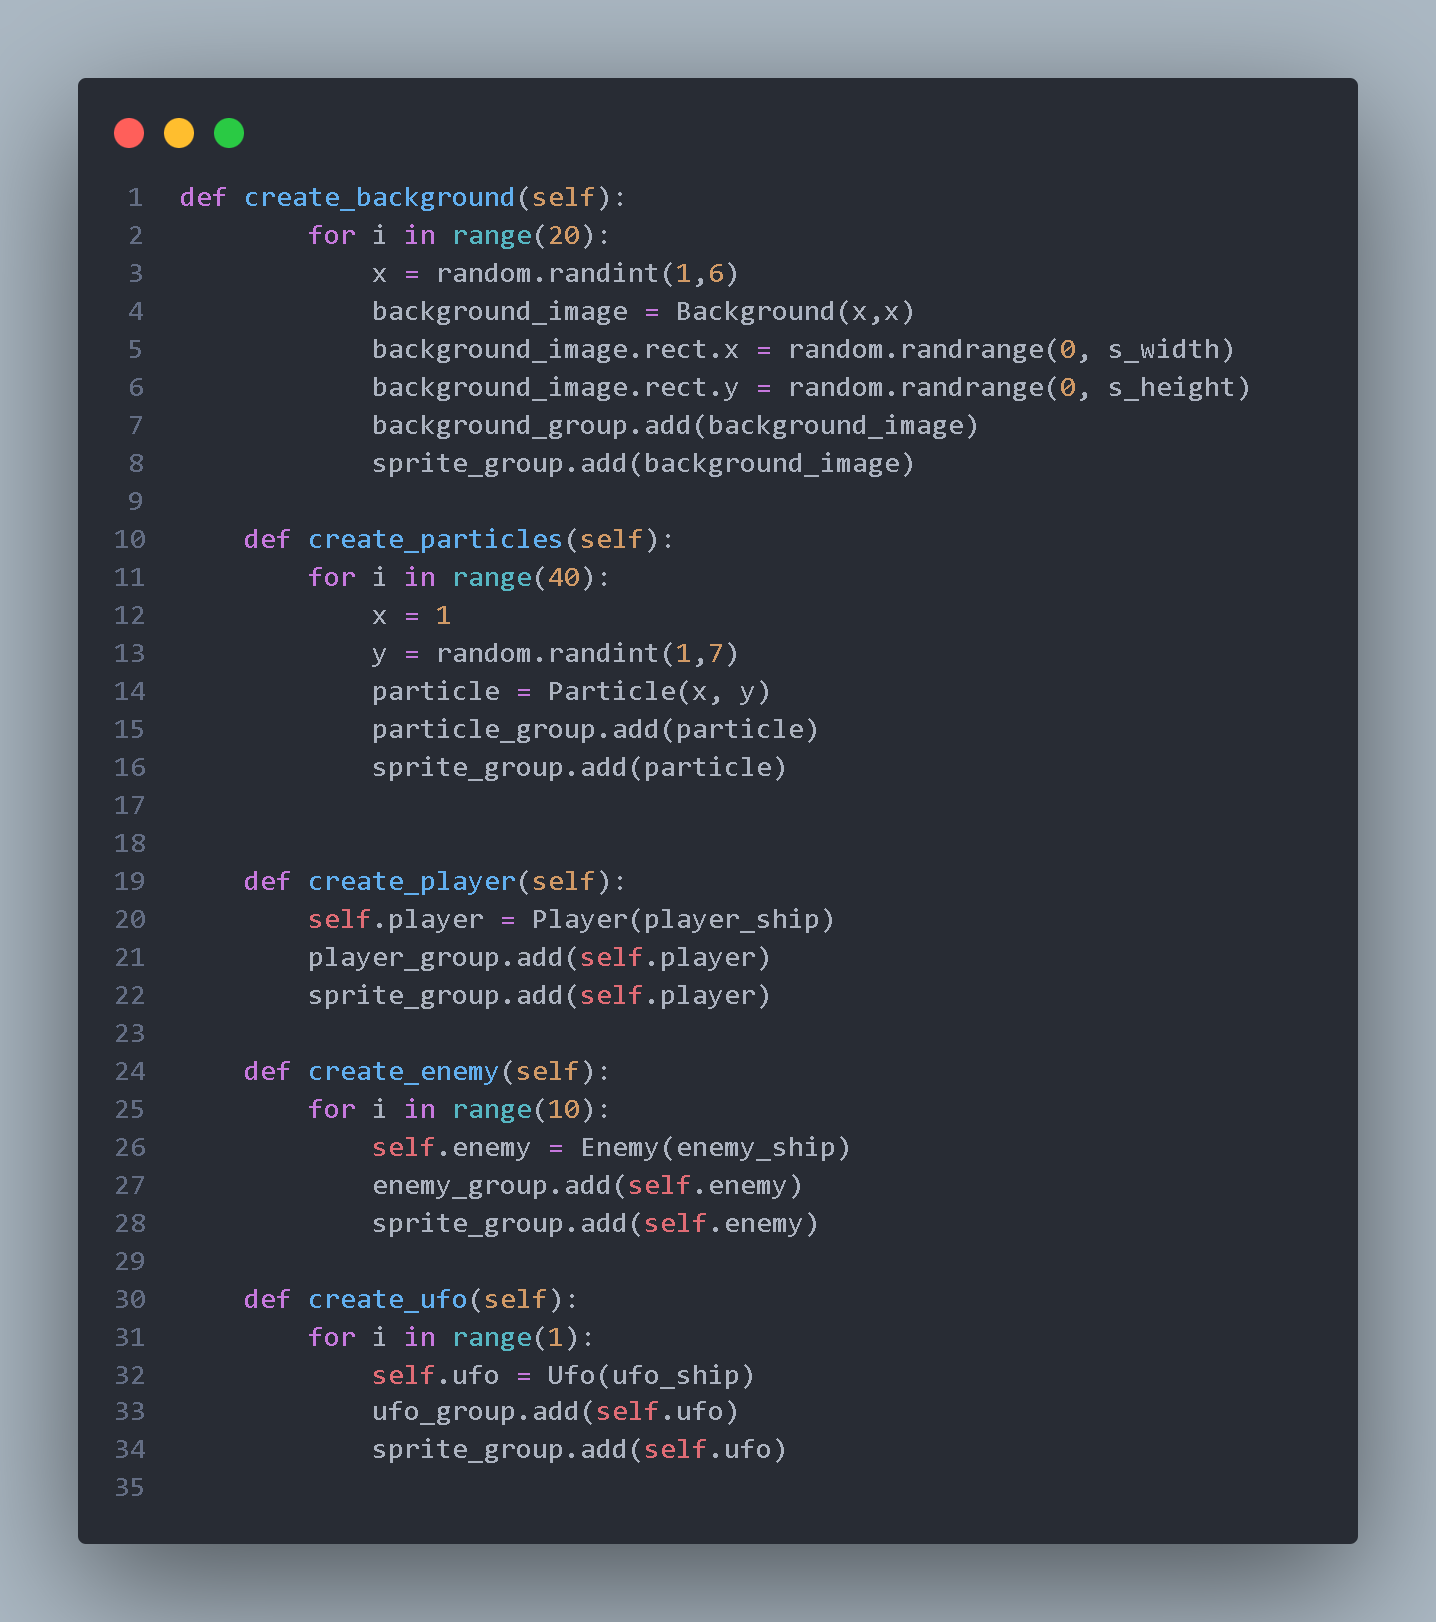 1 def create_background(self):
2         for i in range(20):
3             x = random.randint(1,6)
4             background_image = Background(x,x)
5             background_image.rect.x = random.randrange(0, s_width)
6             background_image.rect.y = random.randrange(0, s_height)
7             background_group.add(background_image)
8             sprite_group.add(background_image)
9
10     def create_particles(self):
11         for i in range(40):
12             x = 1
13             y = random.randint(1,7)
14             particle = Particle(x, y)
15             particle_group.add(particle)
16             sprite_group.add(particle)
17
18
19     def create_player(self):
20         self.player = Player(player_ship)
21         player_group.add(self.player)
22         sprite_group.add(self.player)
23
24     def create_enemy(self):
25         for i in range(10):
26             self.enemy = Enemy(enemy_ship)
27             enemy_group.add(self.enemy)
28             sprite_group.add(self.enemy)
29
30     def create_ufo(self):
31         for i in range(1):
32             self.ufo = Ufo(ufo_ship)
33             ufo_group.add(self.ufo)
34             sprite_group.add(self.ufo)
35